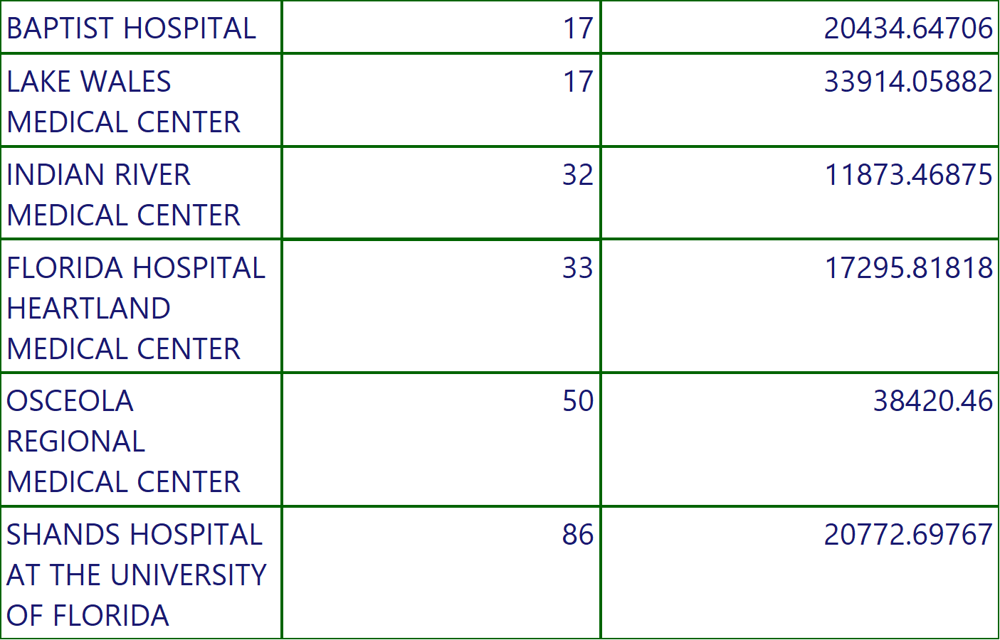 BAPTIST HOSPITAL 17 20434.64706
LAKE WALES 17 33914.05882
MEDICAL CENTER
INDIAN RIVER 32 11873.46875
MEDICAL CENTER
FLORIDA HOSPITAL 33 17295.81818
HEARTLAND
MEDICAL CENTER
OSCEOLA 50 38420.46
REGIONAL
MEDICAL CENTER
SHANDS HOSPITAL 86 20772.69767
AT THE UNIVERSITY
OF FLORIDA